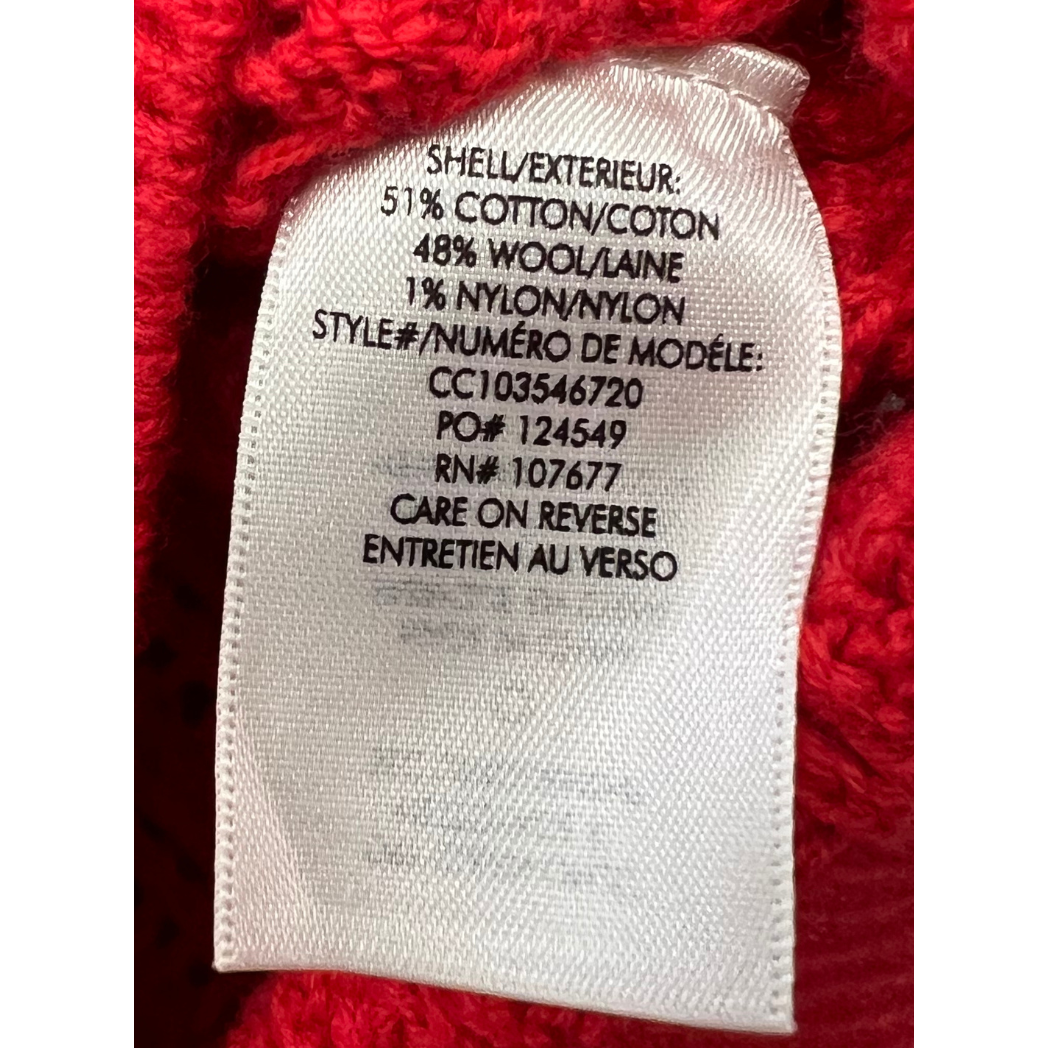 SHELL/EXTERIEUR:
51% COTTON/COTON
48% WOOL/LAINE
1% NYLON/NYLON
STYLE#/NUMÉRO DE MODÉLE:
CC103546720
PO# 124549
RN# 107677
CARE ON REVERSE
ENTRETIEN AU VERSO